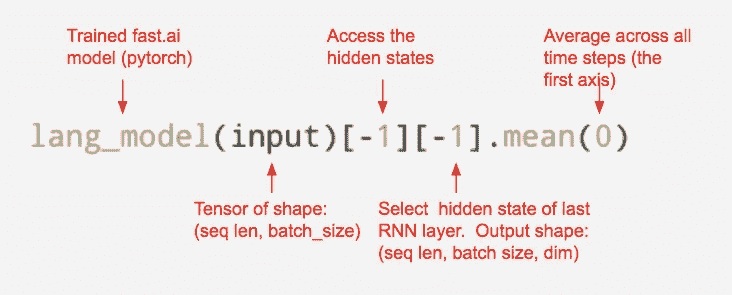 Trained fast.ai
model (pytorch)
Access the
hidden states
Average across all
time steps (the
first axis)
lang_model(input)[-1][-1].mean(0)
Tensor of shape:
(seq len, batch_size)
Select hidden state of last
RNN layer. Output shape:
(seq len, batch size, dim)